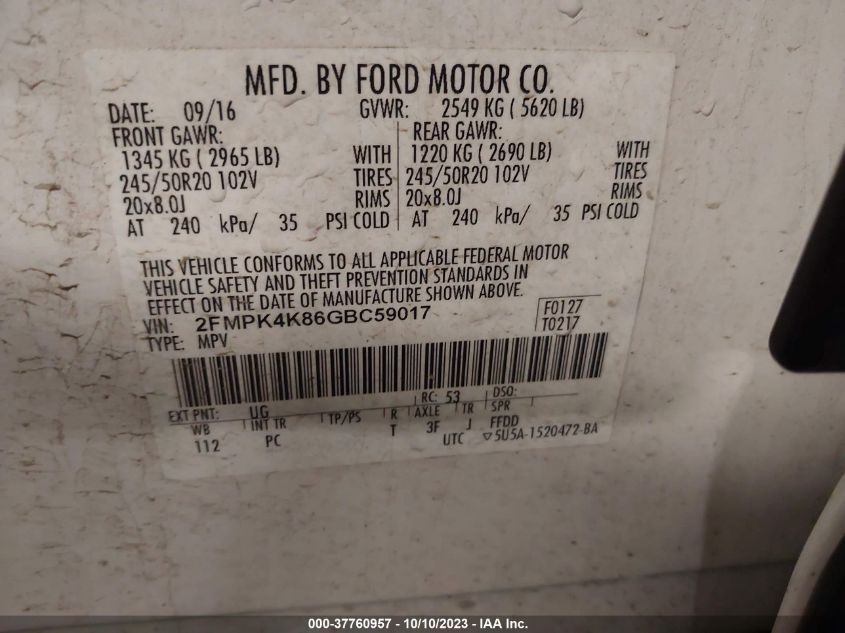 MFD. BY FORD MOTOR CO.
DATE: 09/16 GVWR: 2549 KG ( 5620 LB)
FRONT GAWR: REAR GAWR:
1345 KG ( 2965 LB) WITH 1220 KG ( 2690 LB) WITH
245/50R20 102V TIRES 245/50R20 102V TIRES
20x8.0J RIMS 20x8.0J RIMS
AT 240 kPa/ 35 PSI COLD AT 240 kPa/ 35 PSI COLD
THIS VEHICLE CONFORMS TO ALL APPLICABLE FEDERAL MOTOR
VEHICLE SAFETY AND THEFT PREVENTION STANDARDS IN
EFFECT ON THE DATE OF MANUFACTURE SHOWN ABOVE.
VIN: 2FMPK4K86GBC59017 F0127
TYPE: MPV T0217
EXT PNT: UG RC: 53 DSO:
WB INT TR TP/PS R AXLE TR SPR
112 PC T 3F J FFDD
UTC ▽5U5A-1520472-BA
000-37760957 - 10/10/2023 - IAA Inc.